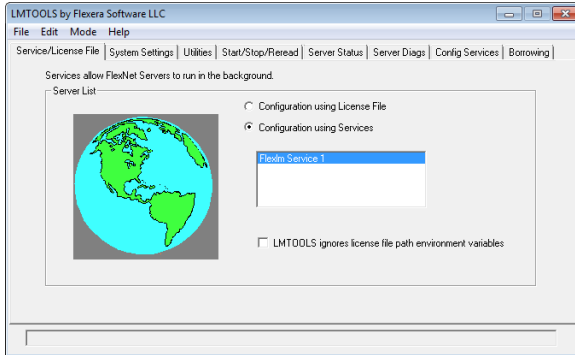 LMTOOLS by Flexera Software LLC
File Edit Mode Help
Service/License File System Settings Utilities Start/Stop/Reread Server Status Server Diags Config Services Borrowing
Services allow FlexNet Servers to run in the background.
Server List
Configuration using License File
Configuration using Services
Flexlm Service 1
LMTOOLS ignores license file path environment variables